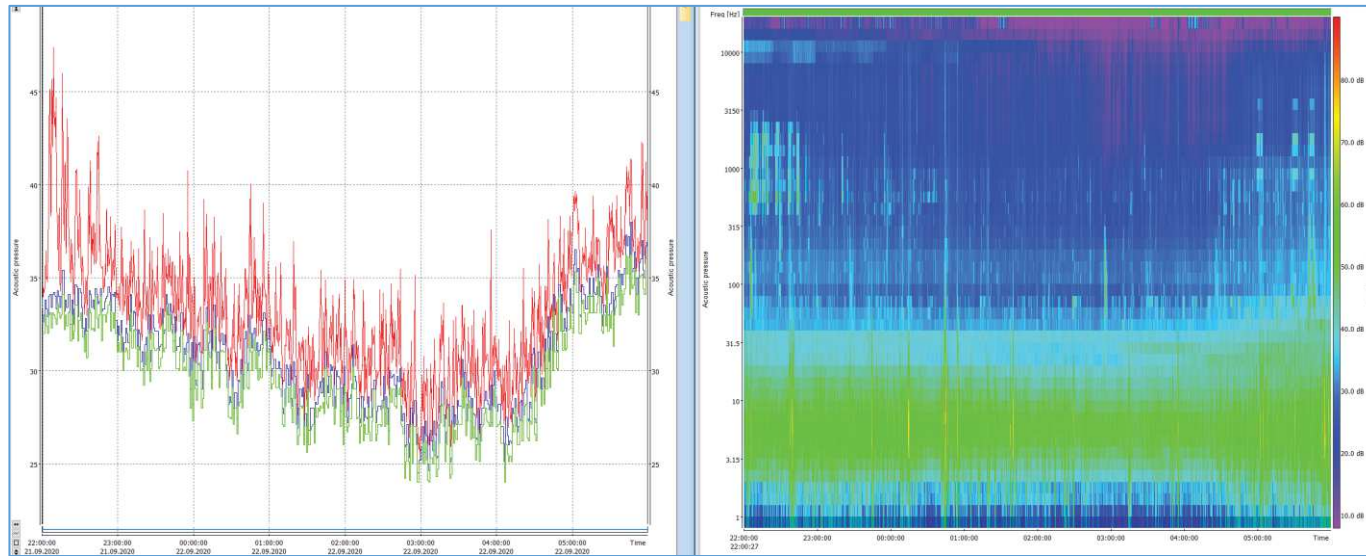 45
40
35
30
25
Acoustic pressure
45
40
35
30
25
Acoustic pressure
22:00:00 23:00:00 00:00:00 01:00:00 02:00:00 03:00:00 04:00:00 05:00:00 Time
21.09.2020 21.09.2020 22.09.2020 22.09.2020 22.09.2020 22.09.2020 22.09.2020 22.09.2020
Freq [Hz]
10000
3150
1000
315
100
31.5
10
3.15
1
Acoustic pressure
22:00:00 23:00:00 00:00:00 01:00:00 02:00:00 03:00:00 04:00:00 05:00:00 Time
22:00:27
80.0 dB
70.0 dB
60.0 dB
50.0 dB
40.0 dB
30.0 dB
20.0 dB
10.0 dB